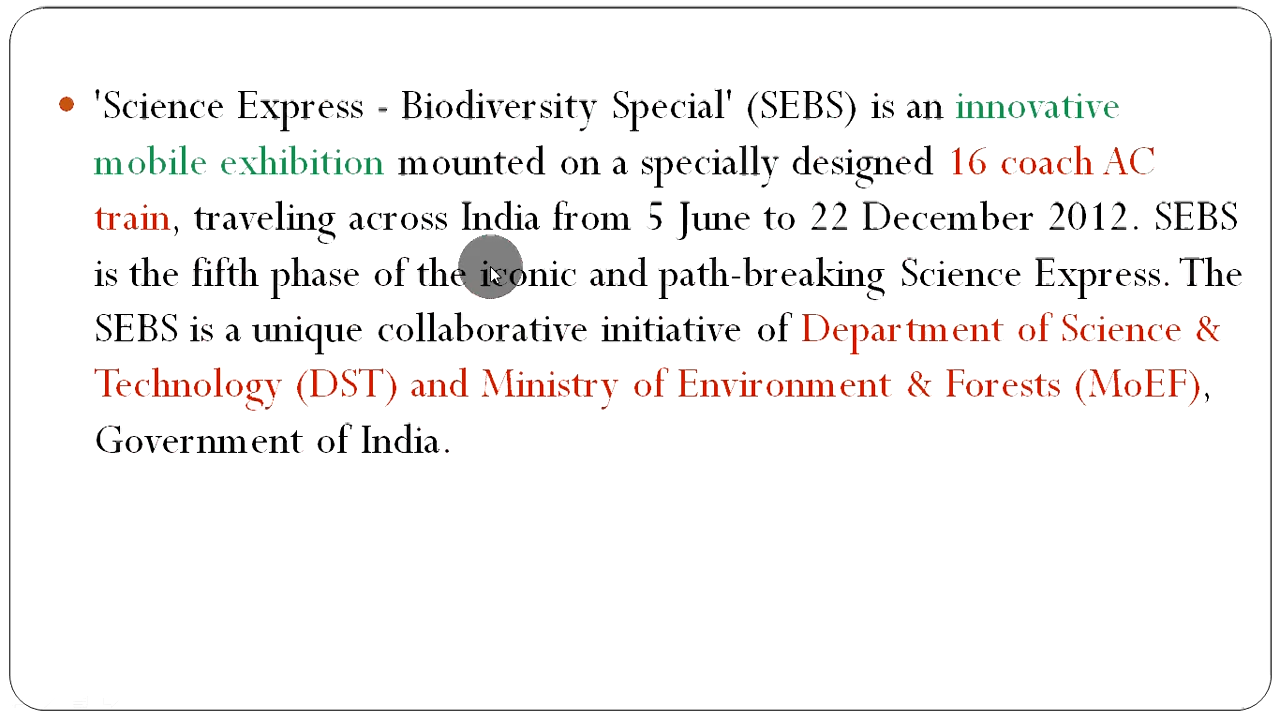 'Science Express - Biodiversity Special' (SEBS) is an innovative
mobile exhibition mounted on a specially designed 16 coach AC
train, traveling across India from 5 June to 22 December 2012. SEBS
is the fifth phase of the iconic and path-breaking Science Express. The
SEBS is a unique collaborative initiative of Department of Science &
Technology (DST) and Ministry of Environment & Forests (MoEF),
Government of India.